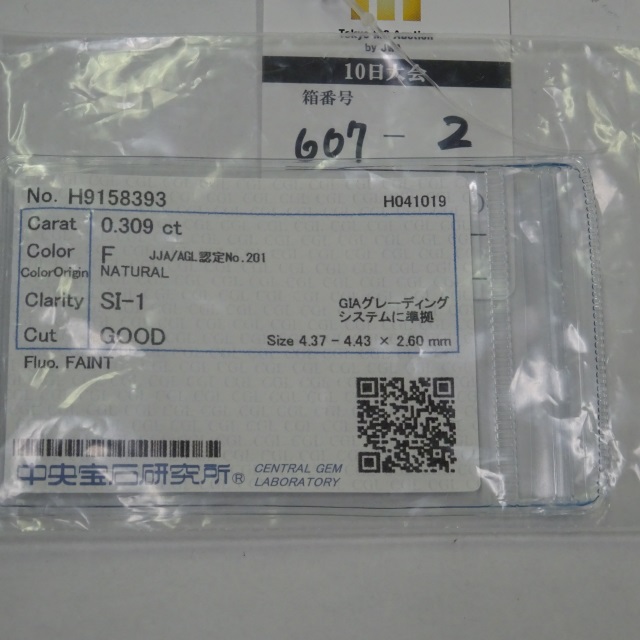 Tokyo
Auction
by
10日大会
箱番号
607-2
No. H9158393
H041019
Carat 0.309 ct
Color F JJA/AGL認定No.201
ColorOrigin NATURAL
Clarity SI-1 GIAグレーディング
システムに準拠
Cut GOOD Size 4.37 - 4.43 × 2.60 mm
Fluo. FAINT
中央宝石研究所® CENTRAL GEM
LABORATORY